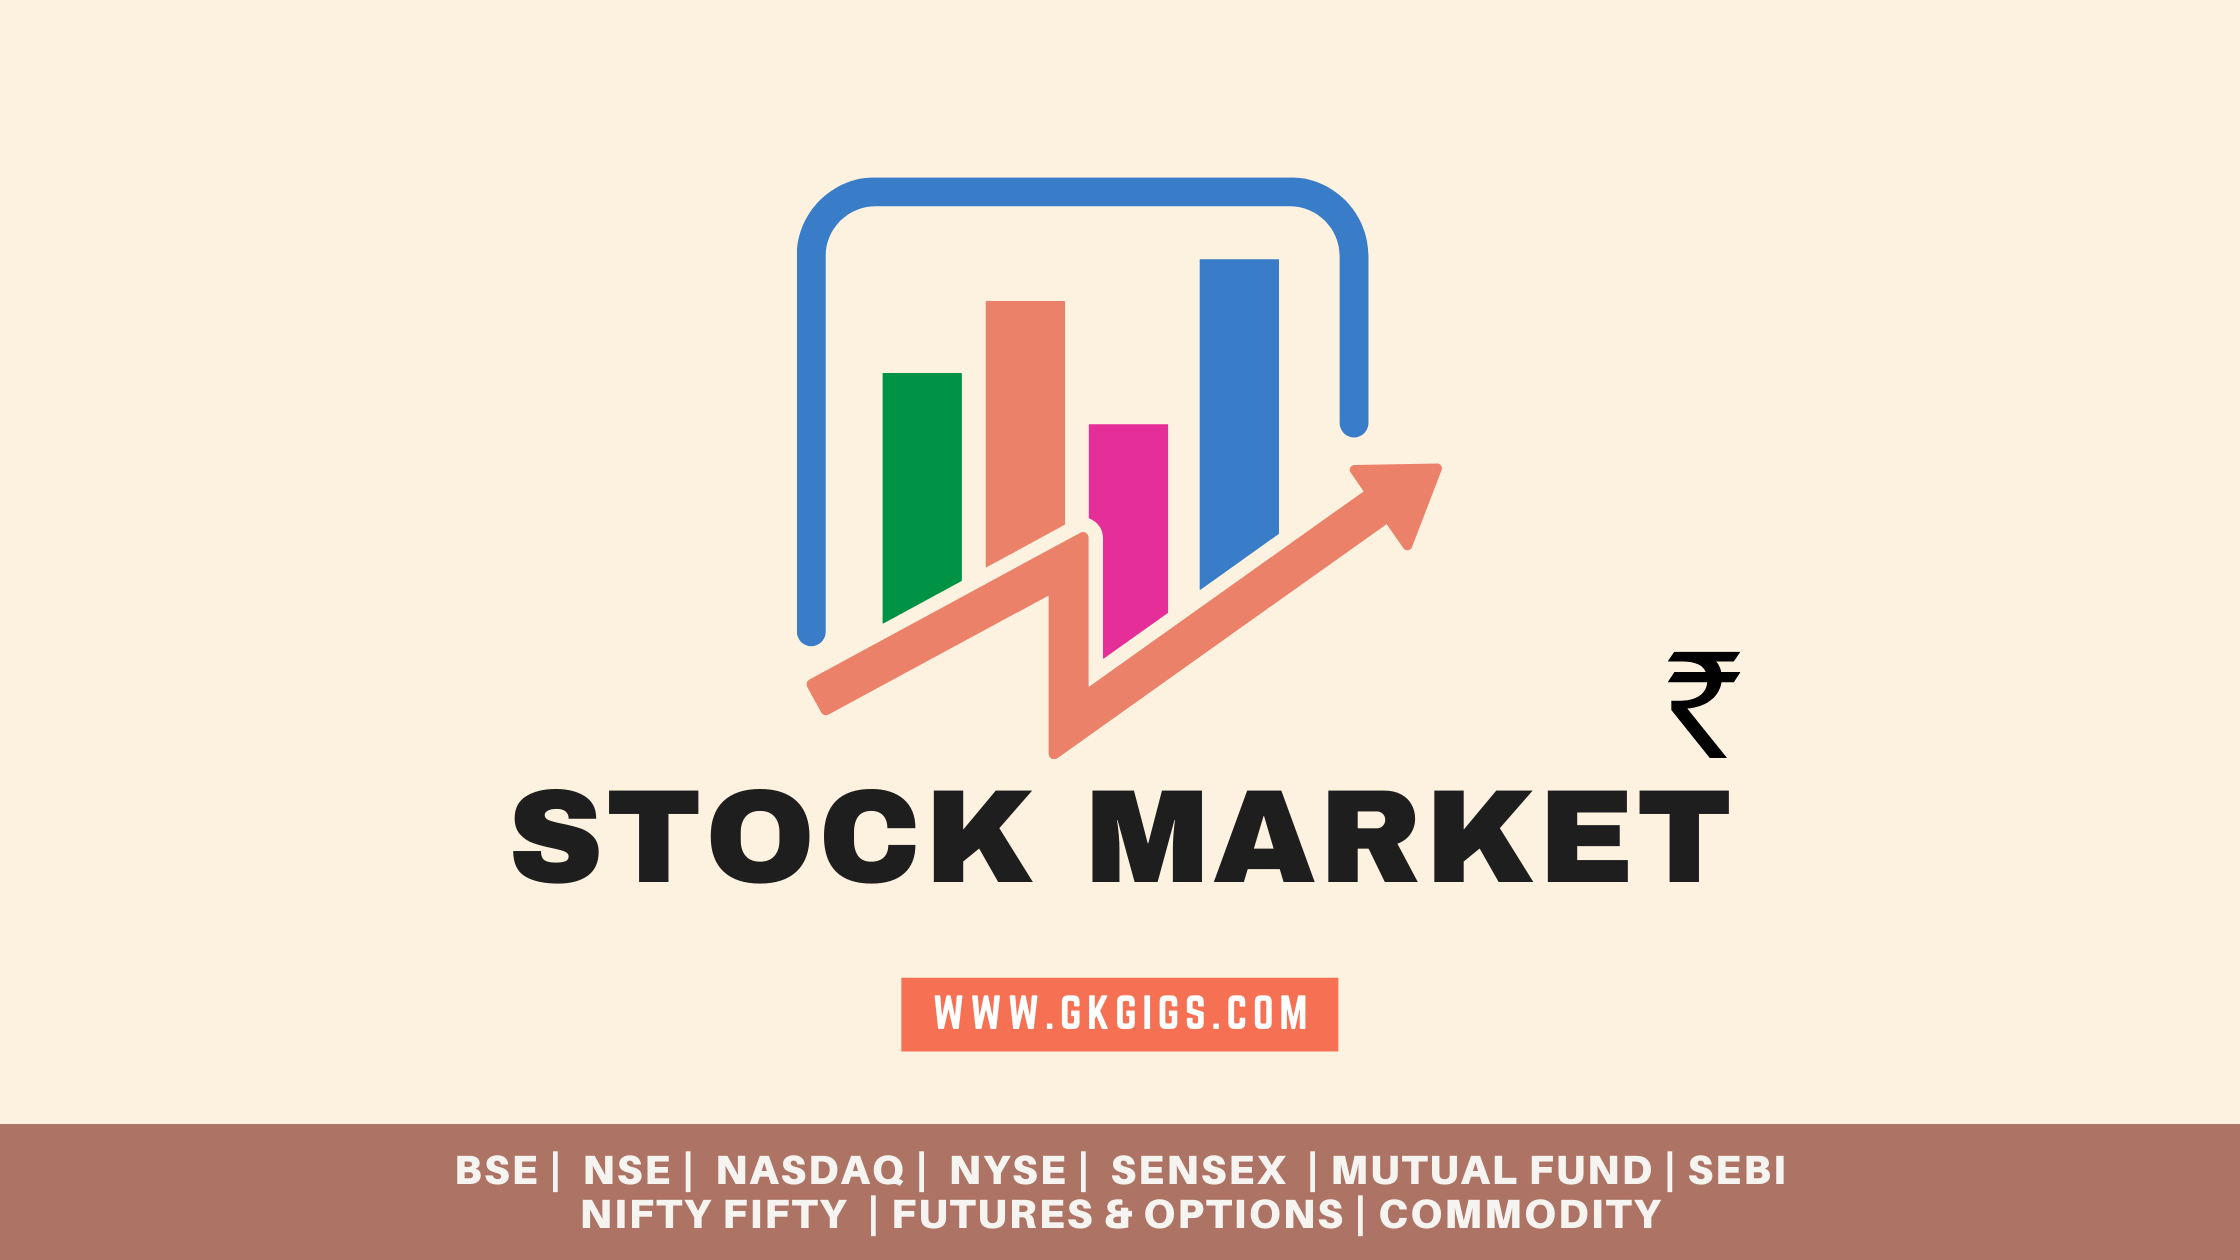 ₹
STOCK MARKET
WWW.GKGIGS.COM
BSE | NSE | NASDAQ | NYSE | SENSEX | MUTUAL FUND | SEBI
NIFTY FIFTY | FUTURES & OPTIONS | COMMODITY